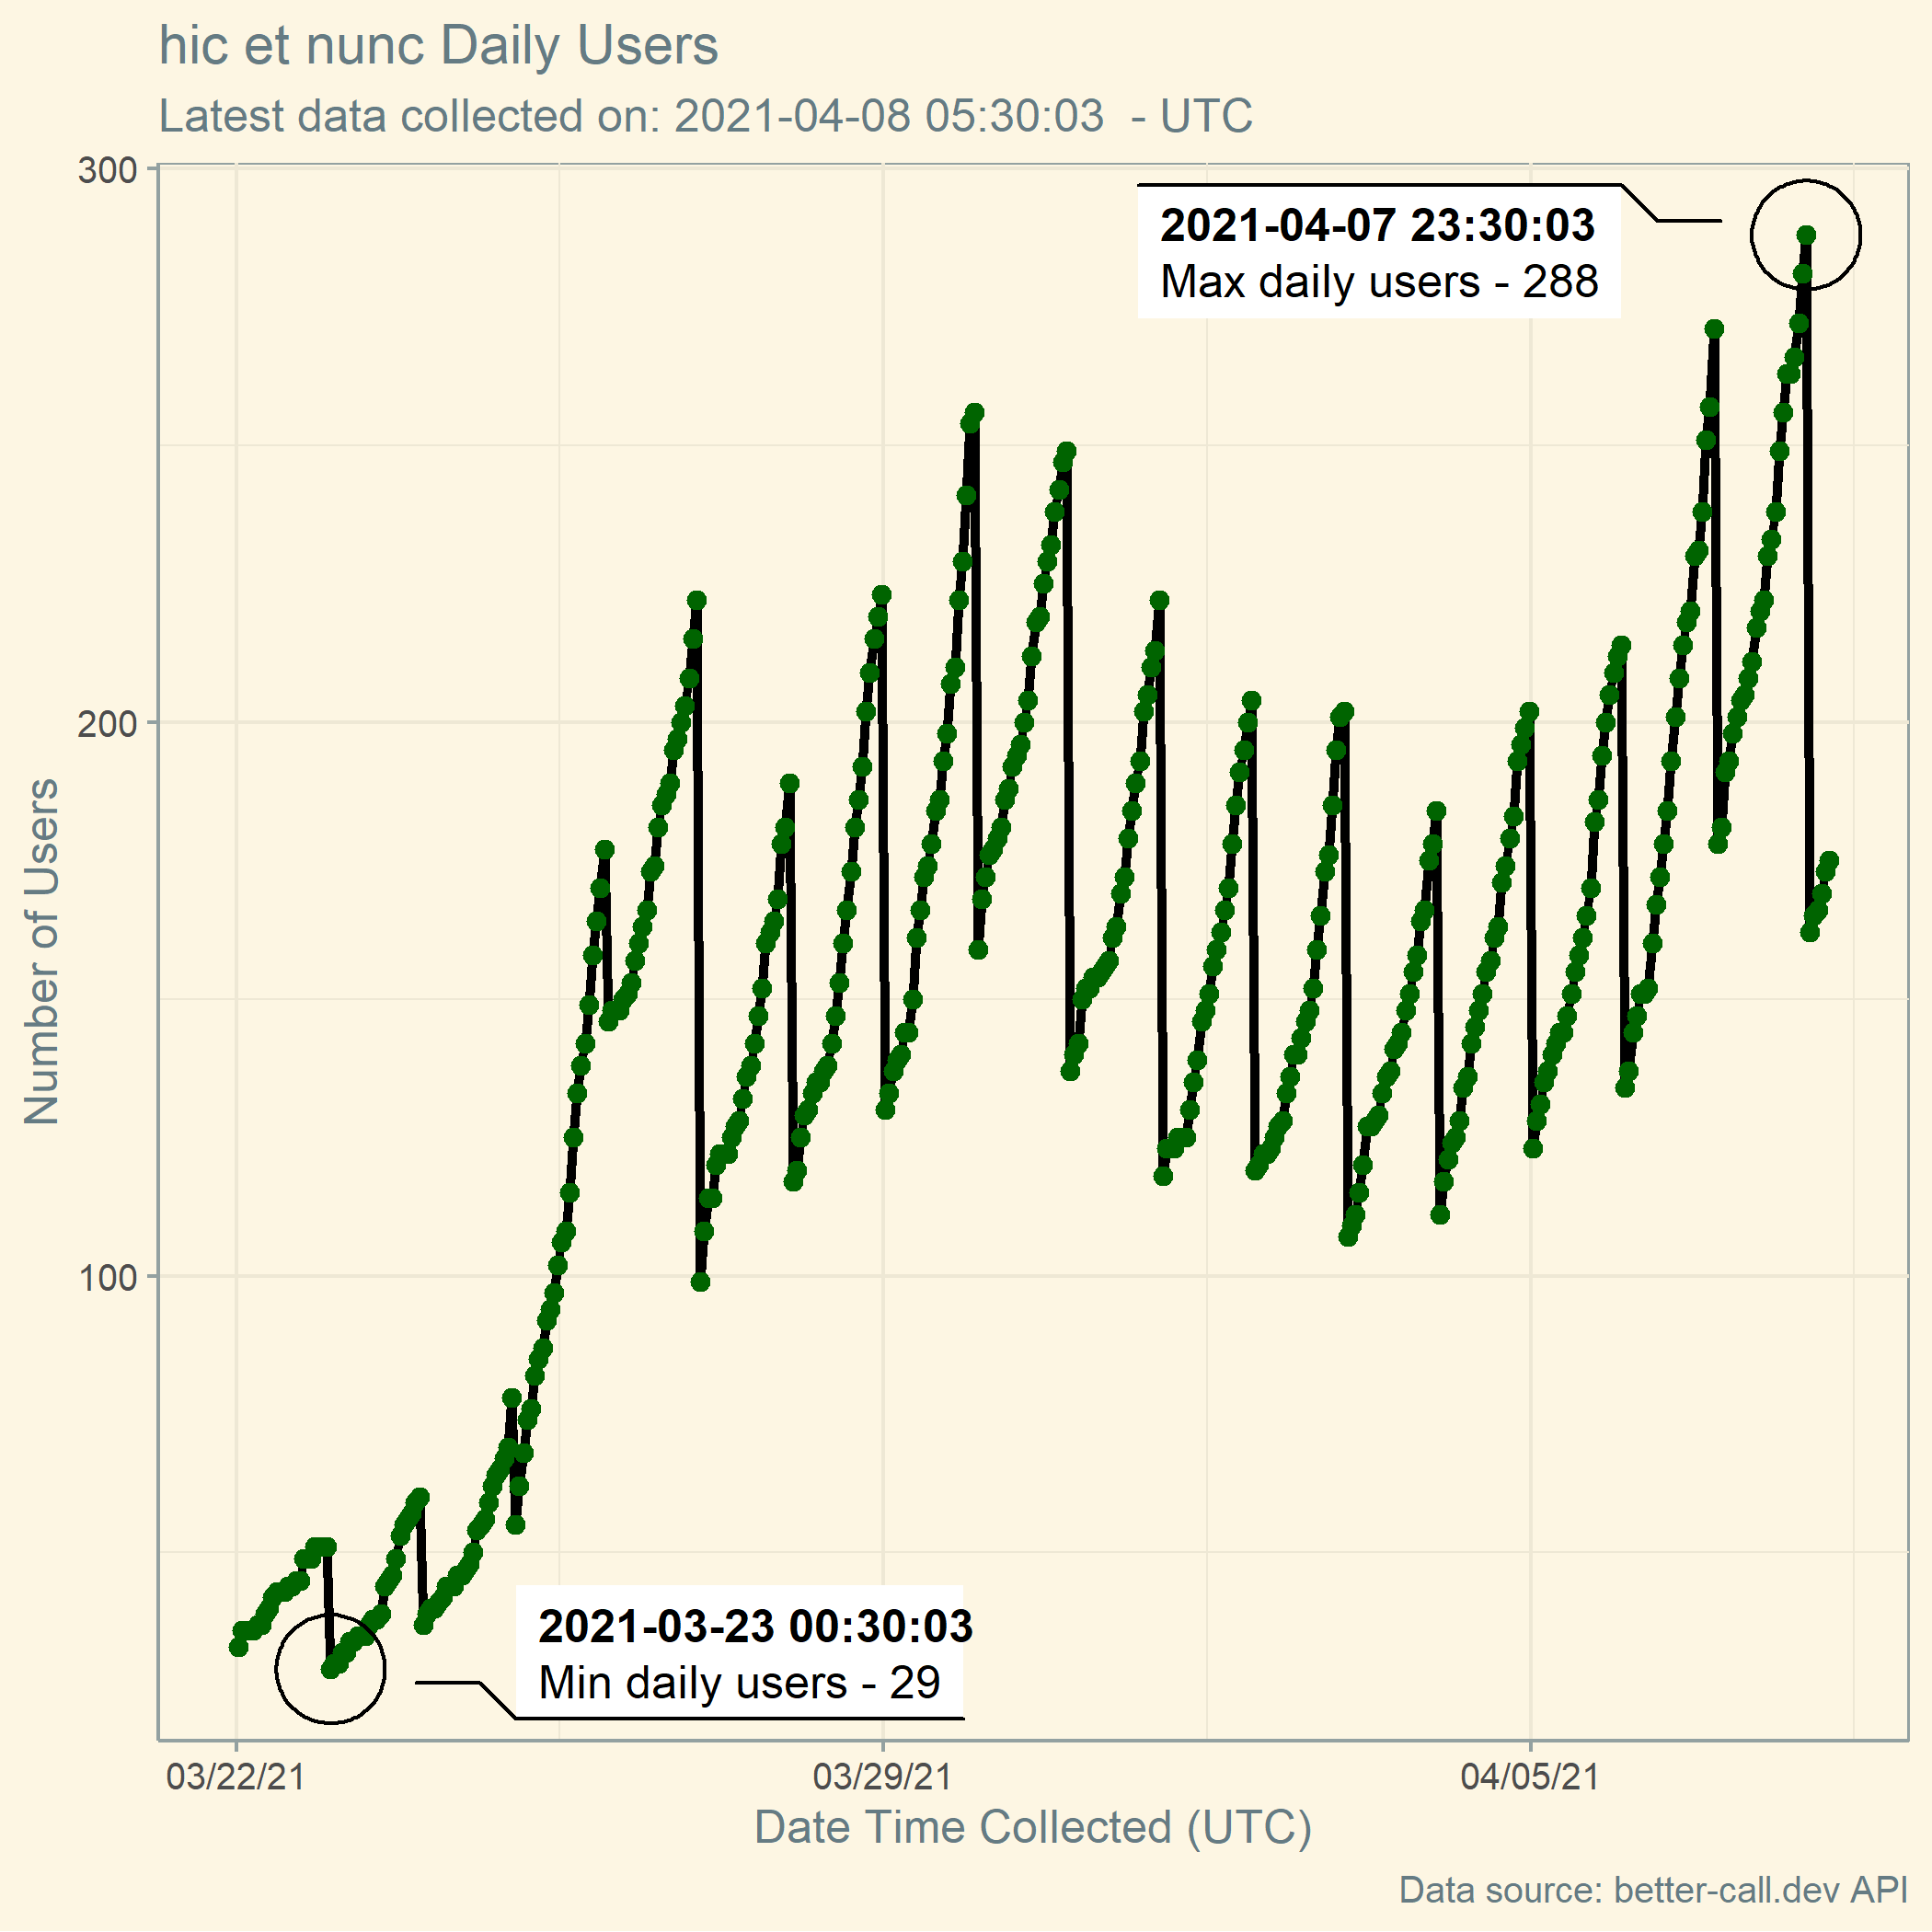 hic et nunc Daily Users
Latest data collected on: 2021-04-08 05:30:03  - UTC
300
2021-04-07 23:30:03
Max daily users - 288
200
Number of Users
100
2021-03-23 00:30:03
Min daily users - 29
03/22/21
03/29/21
04/05/21
Date Time Collected (UTC)
Data source: better-call.dev API